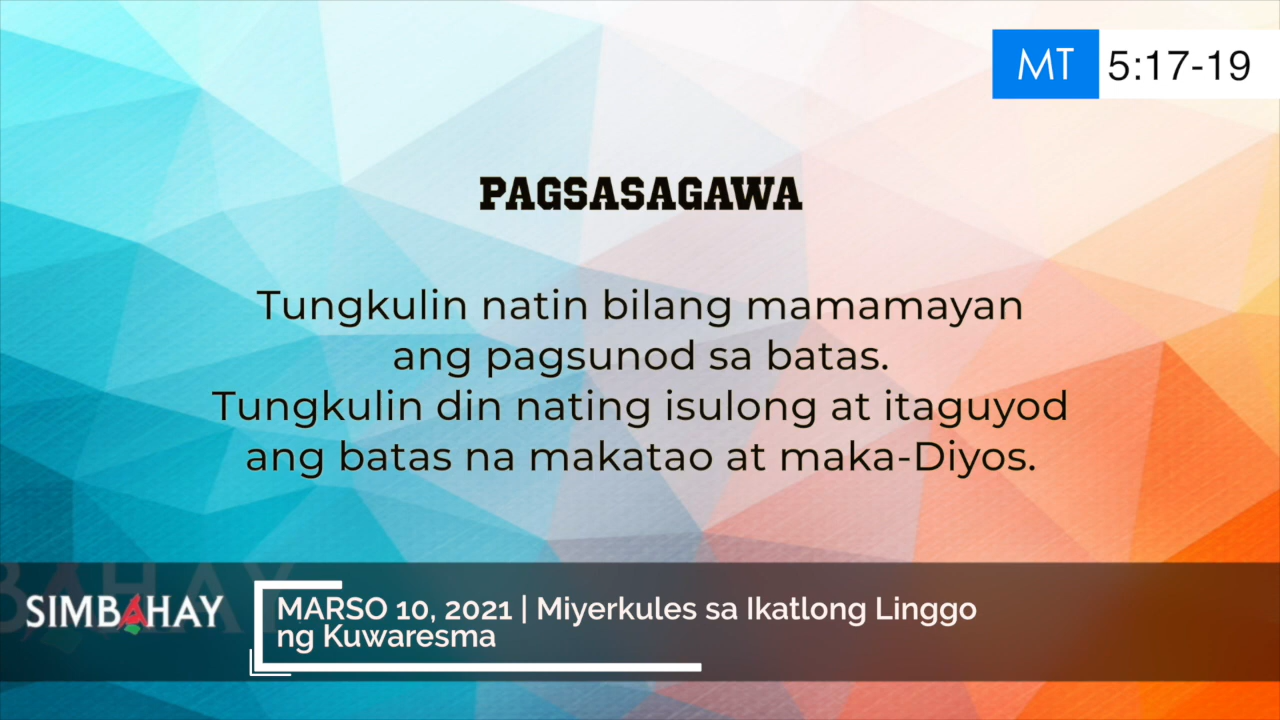 MT 5:17-19
PAGSASAGAWA
Tungkulin natin bilang mamamayan
ang pagsunod sa batas.
Tungkulin din nating isulong at itaguyod
ang batas na makatao at maka-Diyos.
SIMBAHAY
MARSO 10, 2021 | Miyerkules sa Ikatlong Linggo
ng Kuwaresma